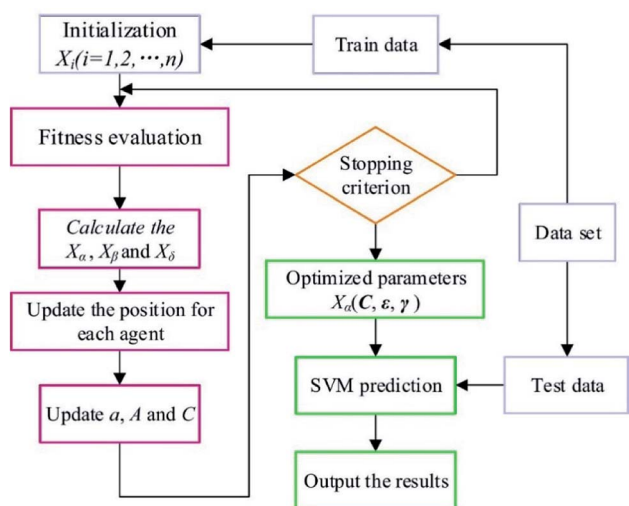 Initialization
Xi(i=1,2,···,n)
Train data
Fitness evaluation
Stopping
criterion
Calculate the
Xα, Xβ and Xδ
Data set
Optimized parameters
Xα(C, ε, γ)
Update the position for
each agent
SVM prediction
Test data
Update a, A and C
Output the results